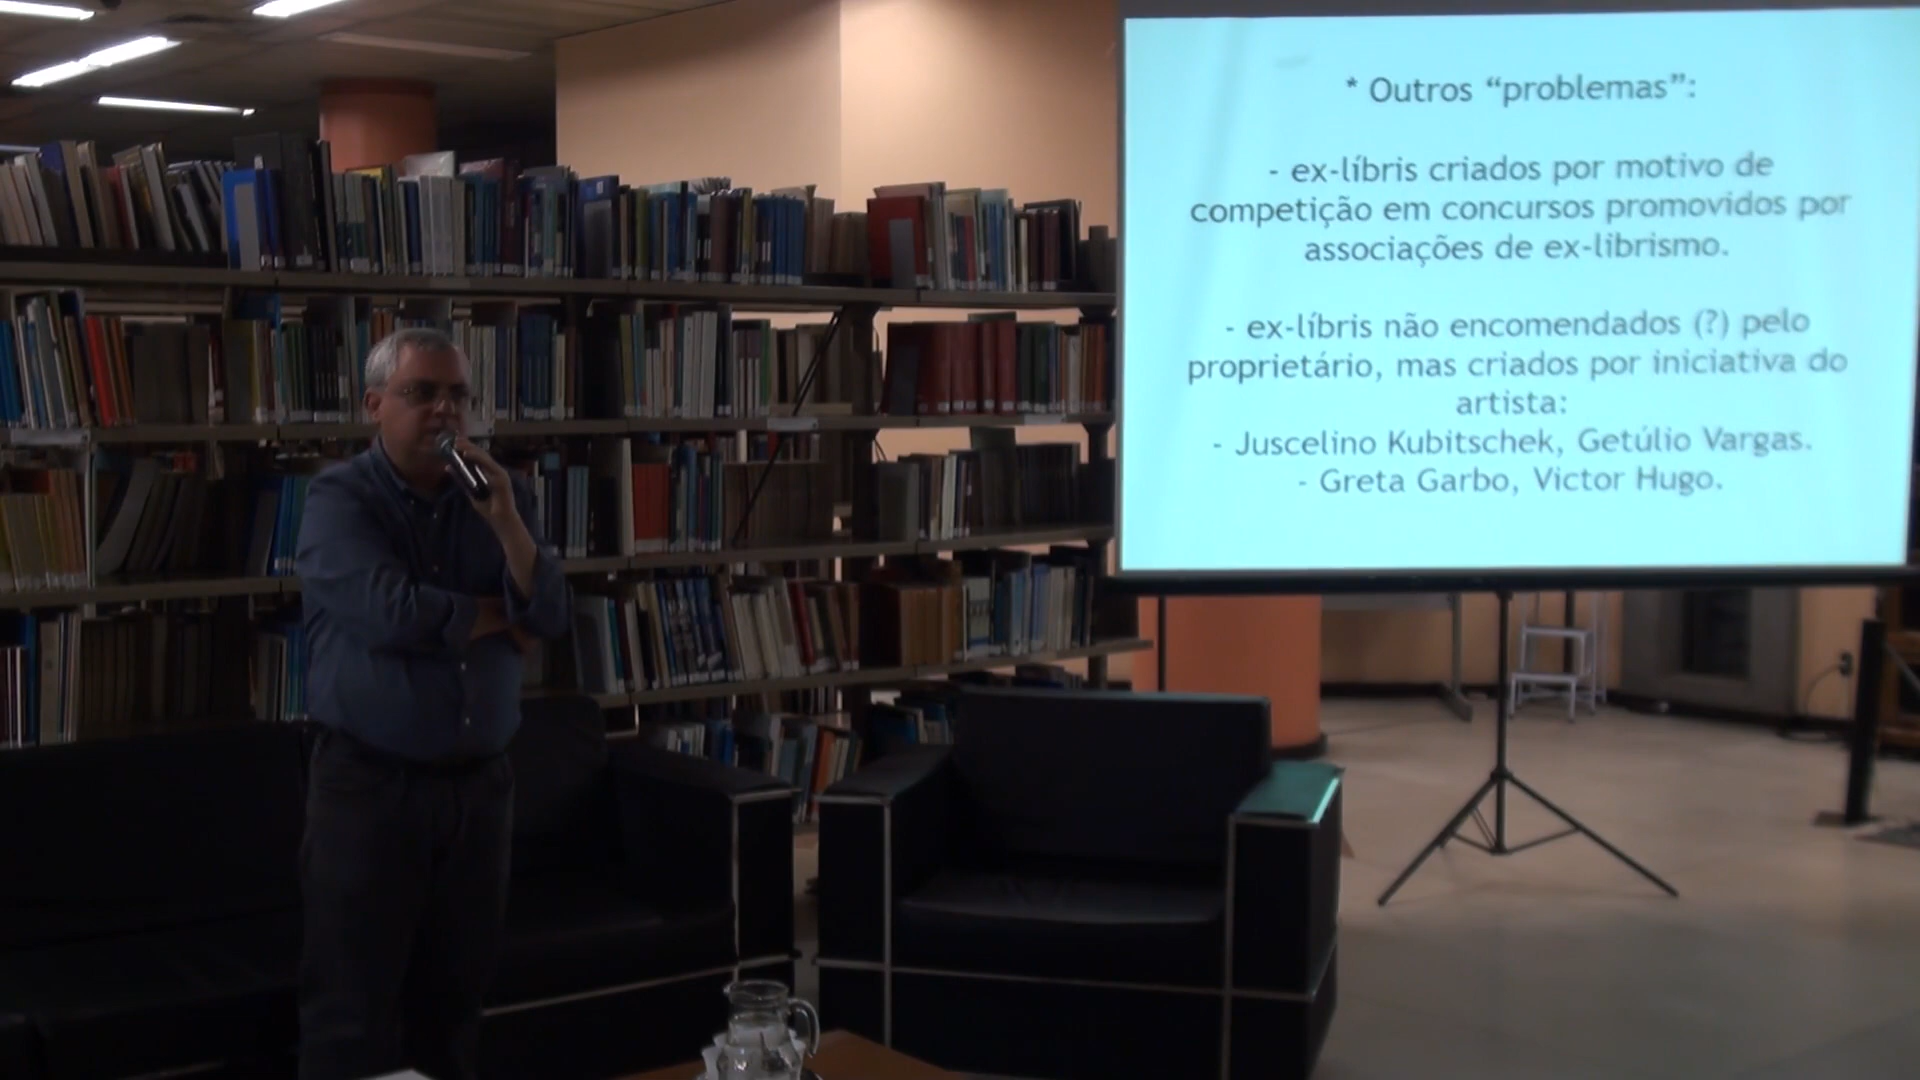 * Outros “problemas”:
- ex-líbris criados por motivo de
competição em concursos promovidos por
associações de ex-librismo.
- ex-líbris não encomendados (?) pelo
proprietário, mas criados por iniciativa do
artista:
- Juscelino Kubitschek, Getúlio Vargas.
- Greta Garbo, Victor Hugo.